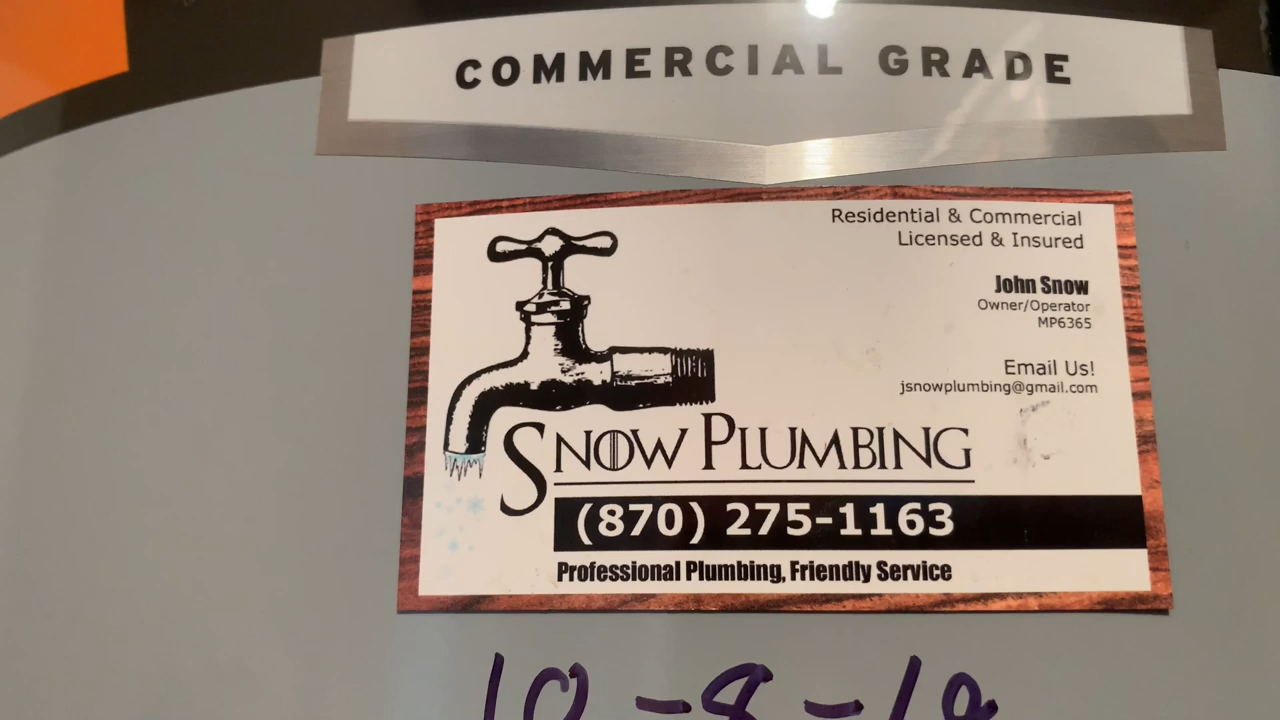 COMMERCIAL GRADE
Residential & Commercial
Licensed & Insured
John Snow
Owner/Operator
MP6365
Email Us!
jsnowplumbing@gmail.com
SNOW PLUMBING
(870) 275-1163
Professional Plumbing, Friendly Service